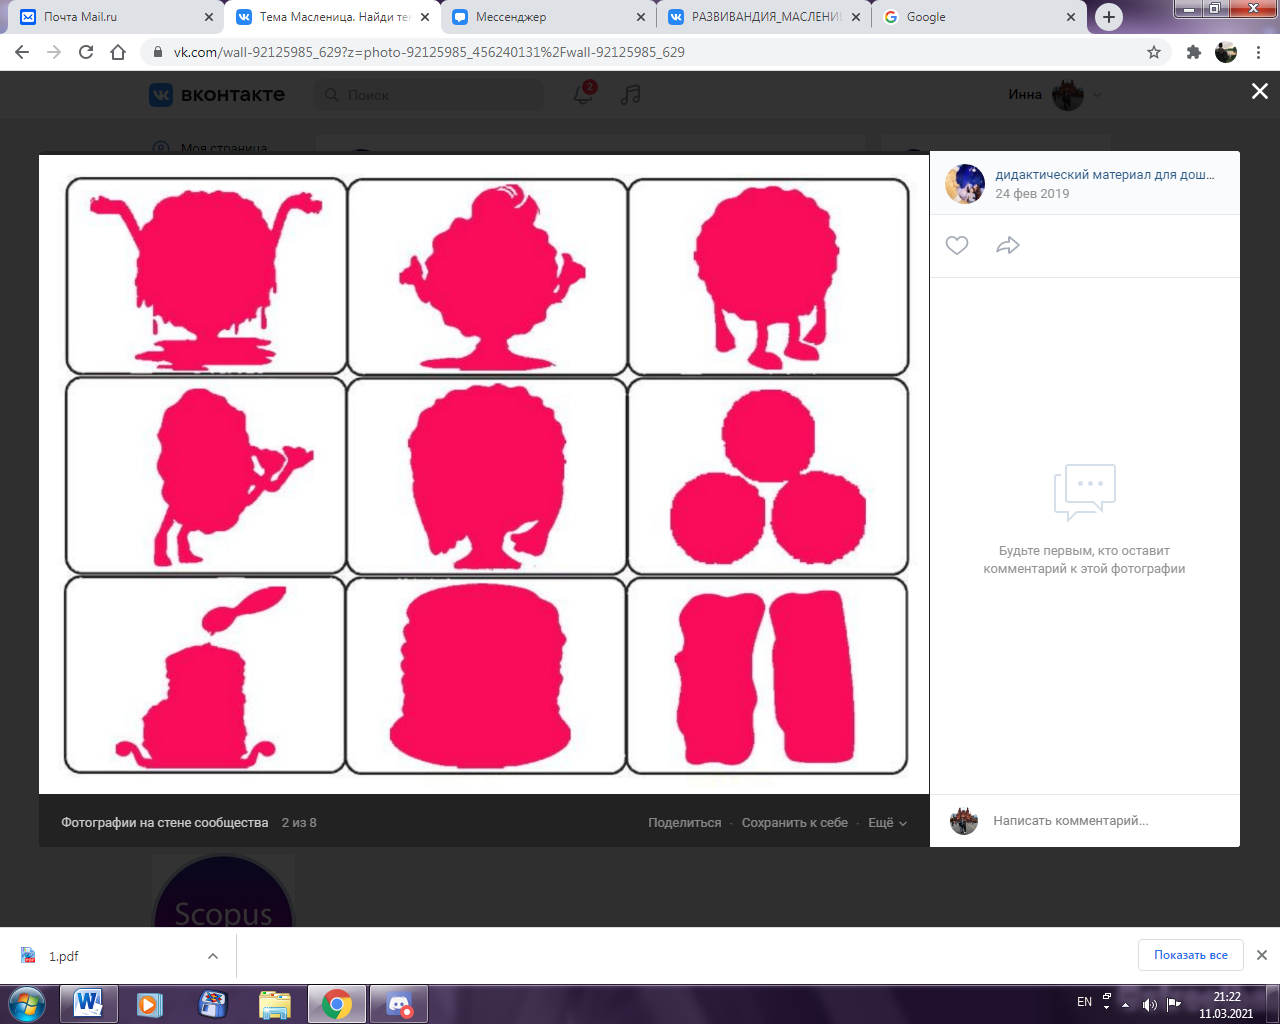 Почта Mail.ru
Тема Масленица. Найди те
Мессенджер
РАЗВИВАНДИЯ_МАСЛЕНИЦ
Google
vk.com/wall-92125985_629?z=photo-92125985_456240131%2Fwall-92125985_629
вконтакте
Поиск
2
Инна
Моя страница
дидактический материал для дош...
24 фев 2019
Будьте первым, кто оставит
комментарий к этой фотографии
Фотографии на стене сообщества 2 из 8
Поделиться · Сохранить к себе · Ещё
Написать комментарий...
Scopus
1.pdf
Показать все
EN
21:22
11.03.2021